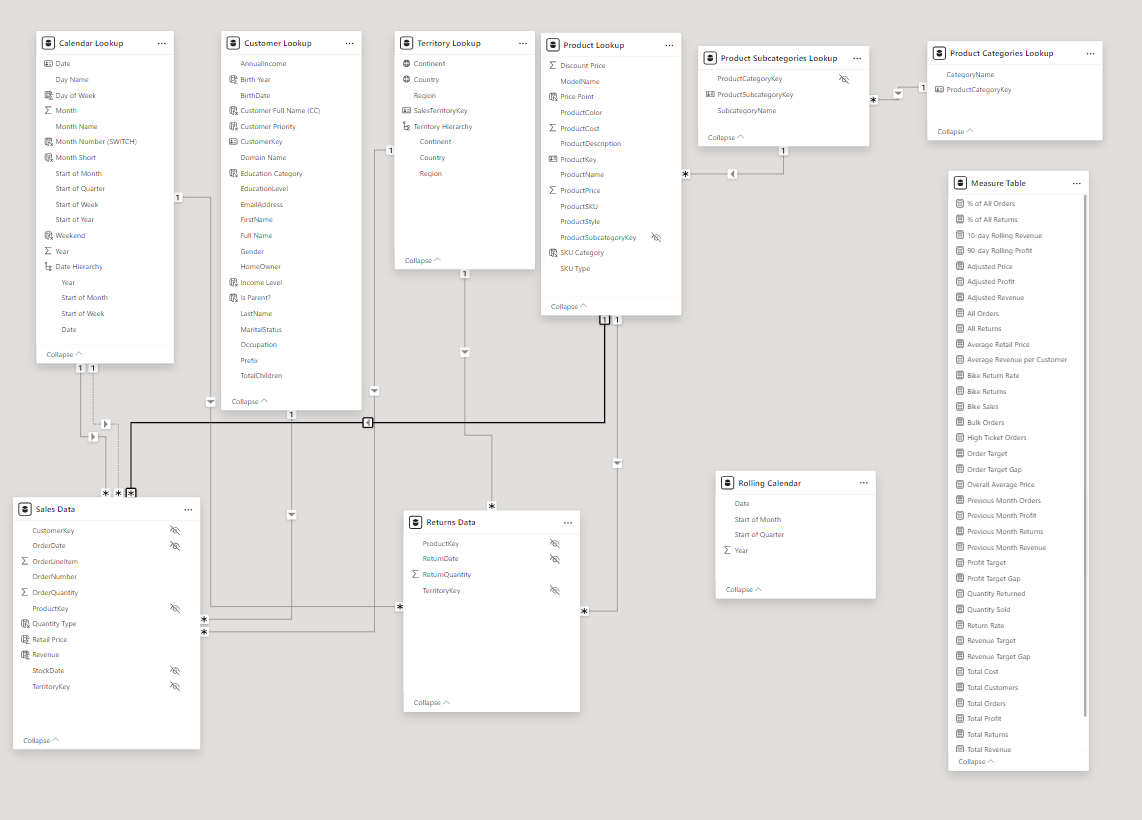 Calendar Lookup
Date
Day Name
Day of Week
Month
Month Name
Month Number (SWITCH)
Month Short
Start of Month
Start of Quarter
Start of Week
Start of Year
Weekend
Year
Date Hierarchy
Year
Start of Month
Start of Week
Date
Collapse
Customer Lookup
AnnualIncome
Birth Year
BirthDate
Customer Full Name (CC)
Customer Priority
CustomerKey
Domain Name
Education Category
EducationLevel
EmailAddress
FirstName
Full Name
Gender
HomeOwner
Income Level
Is Parent?
LastName
MaritalStatus
Occupation
Prefix
TotalChildren
Collapse
Territory Lookup
Continent
Country
Region
SalesTerritoryKey
Territory Hierarchy
Continent
Country
Region
Collapse
Product Lookup
Discount Price
ModelName
Price Point
ProductColor
ProductCost
ProductDescription
ProductKey
ProductName
ProductPrice
ProductSKU
ProductStyle
ProductSubcategoryKey
SKU Category
SKU Type
Collapse
Product Subcategories Lookup
ProductCategoryKey
ProductSubcategoryKey
SubcategoryName
Collapse
Product Categories Lookup
CategoryName
ProductCategoryKey
Collapse
Measure Table
% of All Orders
% of All Returns
10-day Rolling Revenue
90-day Rolling Profit
Adjusted Price
Adjusted Profit
Adjusted Revenue
All Orders
All Returns
Average Retail Price
Average Revenue per Customer
Bike Return Rate
Bike Returns
Bike Sales
Bulk Orders
High Ticket Orders
Order Target
Order Target Gap
Overall Average Price
Previous Month Orders
Previous Month Profit
Previous Month Returns
Previous Month Revenue
Profit Target
Profit Target Gap
Quantity Returned
Quantity Sold
Return Rate
Revenue Target
Revenue Target Gap
Total Cost
Total Customers
Total Orders
Total Profit
Total Returns
Total Revenue
Collapse
Sales Data
CustomerKey
OrderDate
OrderLineItem
OrderNumber
OrderQuantity
ProductKey
Quantity Type
Retail Price
Revenue
StockDate
TerritoryKey
Collapse
Returns Data
ProductKey
ReturnDate
ReturnQuantity
TerritoryKey
Collapse
Rolling Calendar
Date
Start of Month
Start of Quarter
Year
Collapse
1
1
1
1
1
1
1
1
1
1